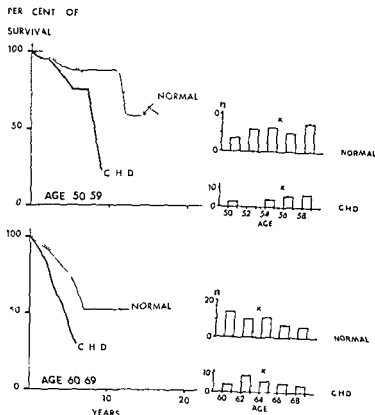 PER CENT OF
SURVIVAL
100
50
0
NORMAL
C H D
AGE 50 59
10 20
n
0
0
x
NORMAL
10
0
x
CHD
50 52 54 56 58
AGE
100
50
0
NORMAL
C H D
AGE 60 69
10 20
YEARS
n
20
0
x
NORMAL
10
0
x
CHD
60 62 64 66 68
AGE